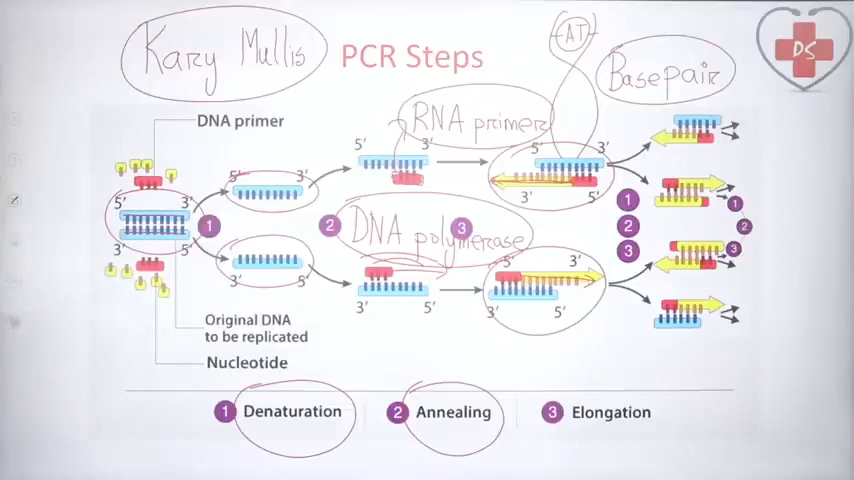 Kary Mullis
PCR Steps
AT
Basepair
DS
DNA primer
RNA primer
5' 3'
5' 3'
5' 3'
5' 3'
3'
5'
1
2
DNA polymerase
3
1
2
3
1
2
3
3' 5'
3' 5'
5' 3'
3' 5'
3' 5'
Original DNA
to be replicated
Nucleotide
1 Denaturation
2 Annealing
3 Elongation